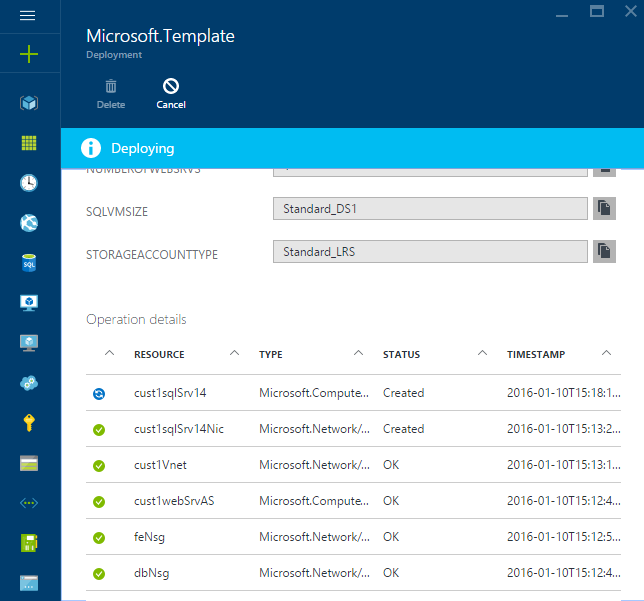 Microsoft.Template
Deployment
Delete
Cancel
Deploying
NUMBEROFWEBSRVS
SQLVMSIZE
Standard_DS1
STORAGEACCOUNTTYPE
Standard_LRS
Operation details
RESOURCE TYPE STATUS TIMESTAMP
cust1sqlSrv14 Microsoft.Compute... Created 2016-01-10T15:18:1...
cust1sqlSrv14Nic Microsoft.Network/... Created 2016-01-10T15:13:2...
cust1Vnet Microsoft.Network/... OK 2016-01-10T15:13:1...
cust1webSrvAS Microsoft.Compute... OK 2016-01-10T15:12:4...
feNsg Microsoft.Network/... OK 2016-01-10T15:12:5...
dbNsg Microsoft.Network/... OK 2016-01-10T15:12:4...
SQL